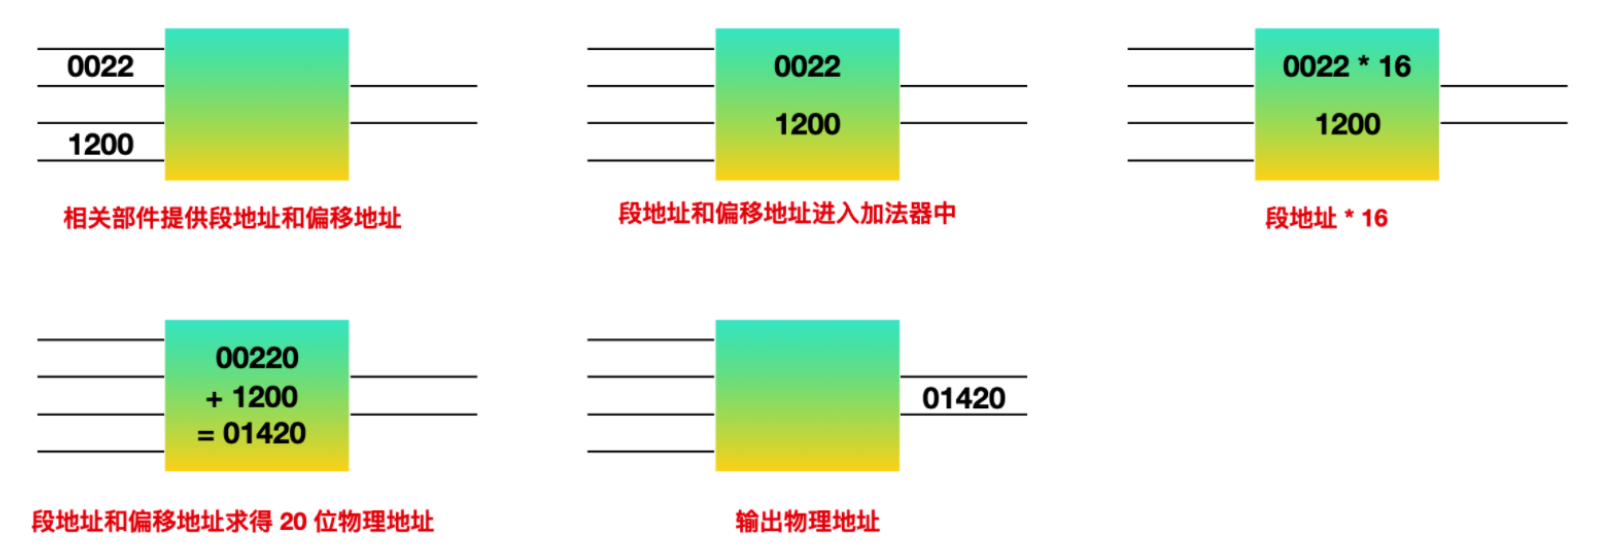 0022
1200
相关部件提供段地址和偏移地址
0022
1200
段地址和偏移地址进入加法器中
0022 * 16
1200
段地址 * 16
00220
+ 1200
= 01420
段地址和偏移地址求得 20 位物理地址
01420
输出物理地址